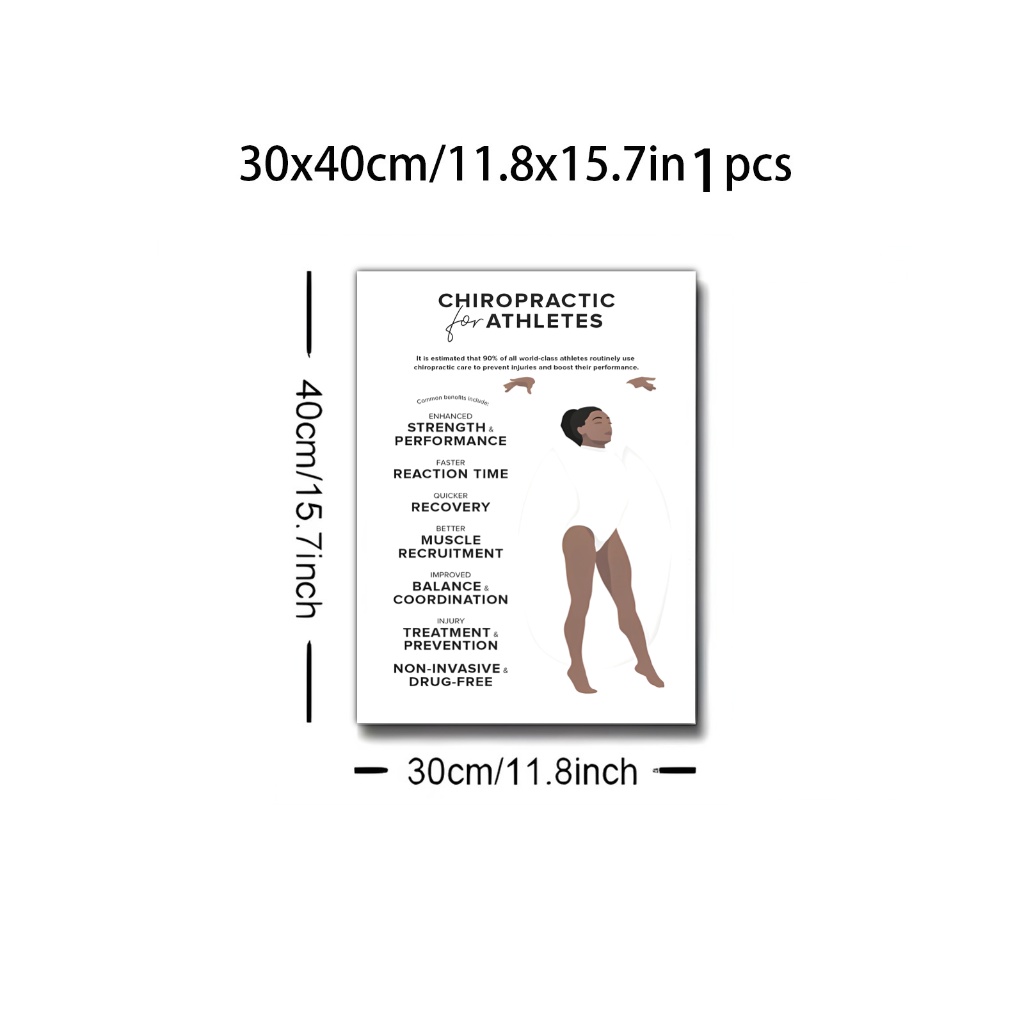 30x40cm/11.8x15.7in 1 pcs
40cm/15.7inch
CHIROPRACTIC
for ATHLETES
It is estimated that 90% of all world-class athletes routinely use
chiropractic care to prevent injuries and boost their performance.
Common benefits include:
ENHANCED
STRENGTH &
PERFORMANCE
FASTER
REACTION TIME
QUICKER
RECOVERY
BETTER
MUSCLE
RECRUITMENT
IMPROVED
BALANCE &
COORDINATION
INJURY
TREATMENT &
PREVENTION
NON-INVASIVE &
DRUG-FREE
30cm/11.8inch